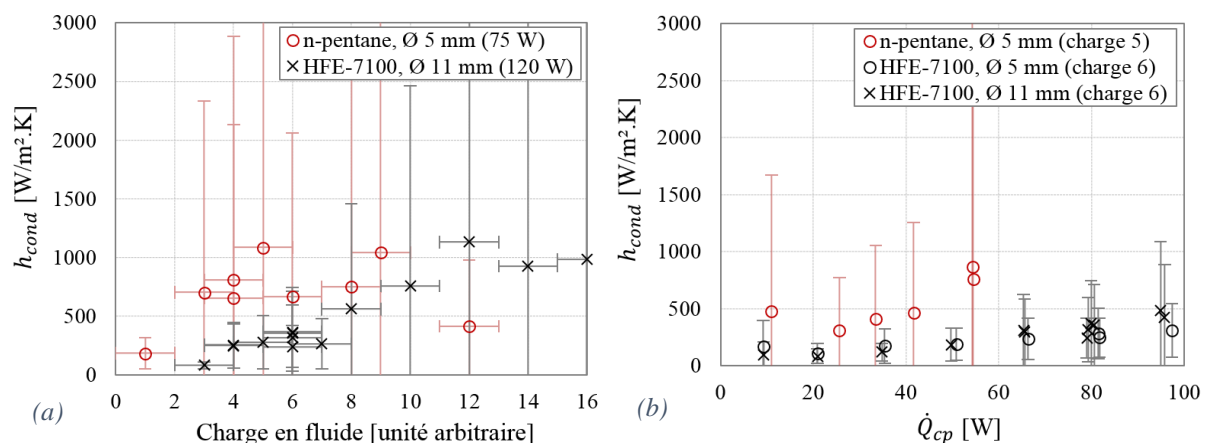 3000
2500
2000
1500
1000
500
0
h_cond [W/m².K]
n-pentane, Ø 5 mm (75 W)
HFE-7100, Ø 11 mm (120 W)
0 2 4 6 8 10 12 14 16
Charge en fluide [unité arbitraire]
(a)
3000
2500
2000
1500
1000
500
0
h_cond [W/m².K]
n-pentane, Ø 5 mm (charge 5)
HFE-7100, Ø 5 mm (charge 6)
HFE-7100, Ø 11 mm (charge 6)
0 20 40 60 80 100
Q̇_cp [W]
(b)